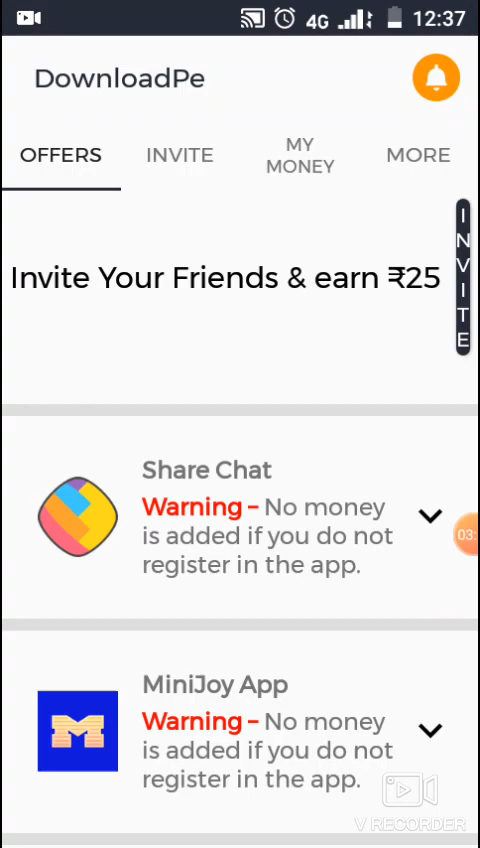 4G 12:37
DownloadPe
OFFERS INVITE MY MONEY MORE
Invite Your Friends & earn ₹25
INVITE
Share Chat
Warning – No money
is added if you do not
register in the app.
03:
MiniJoy App
Warning – No money
is added if you do not
register in the app.
V RECORDER